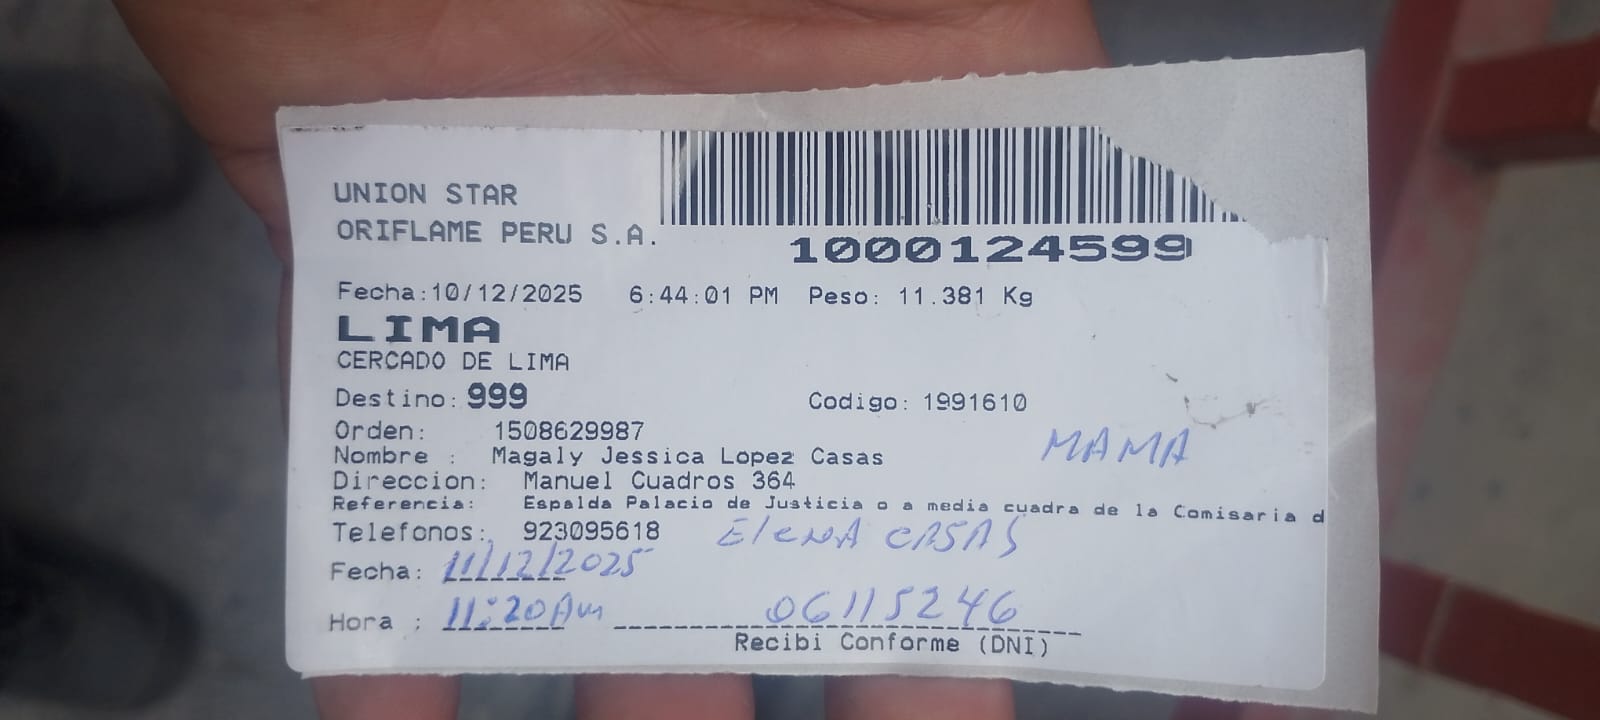 UNION STAR
ORIFLAME PERU S.A.
1000124599
Fecha:10/12/2025 6:44:01 PM Peso: 11.381 Kg
LIMA
CERCADO DE LIMA
Destino: 999 Codigo: 1991610
Orden: 1508629987
MAMA
Nombre : Magaly Jessica Lopez Casas
Direccion: Manuel Cuadros 364
Referencia: Espalda Palacio de Justicia o a media cuadra de la Comisaria d
Telefonos: 923095618 Elena CASAS
Fecha: 11/12/2025
Hora : 11:20Am 06115246
Recibi Conforme (DNI)